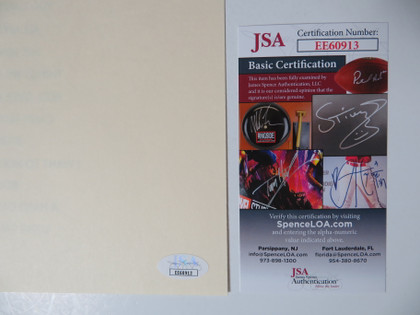 JSA
Certification Number:
EE60913
Basic Certification
This item has been fully examined by
James Spence Authentication, LLC
and it is our considered opinion that the
signature(s) is/are genuine.
Verify this certification by visiting
SpenceLOA.com
and entering the alpha-numeric
value indicated above.
Parsippany, NJ
info@SpenceLOA.com
973-898-1300
Fort Lauderdale, FL
florida@SpenceLOA.com
954-380-8670
JSA
Authentication
EE60913